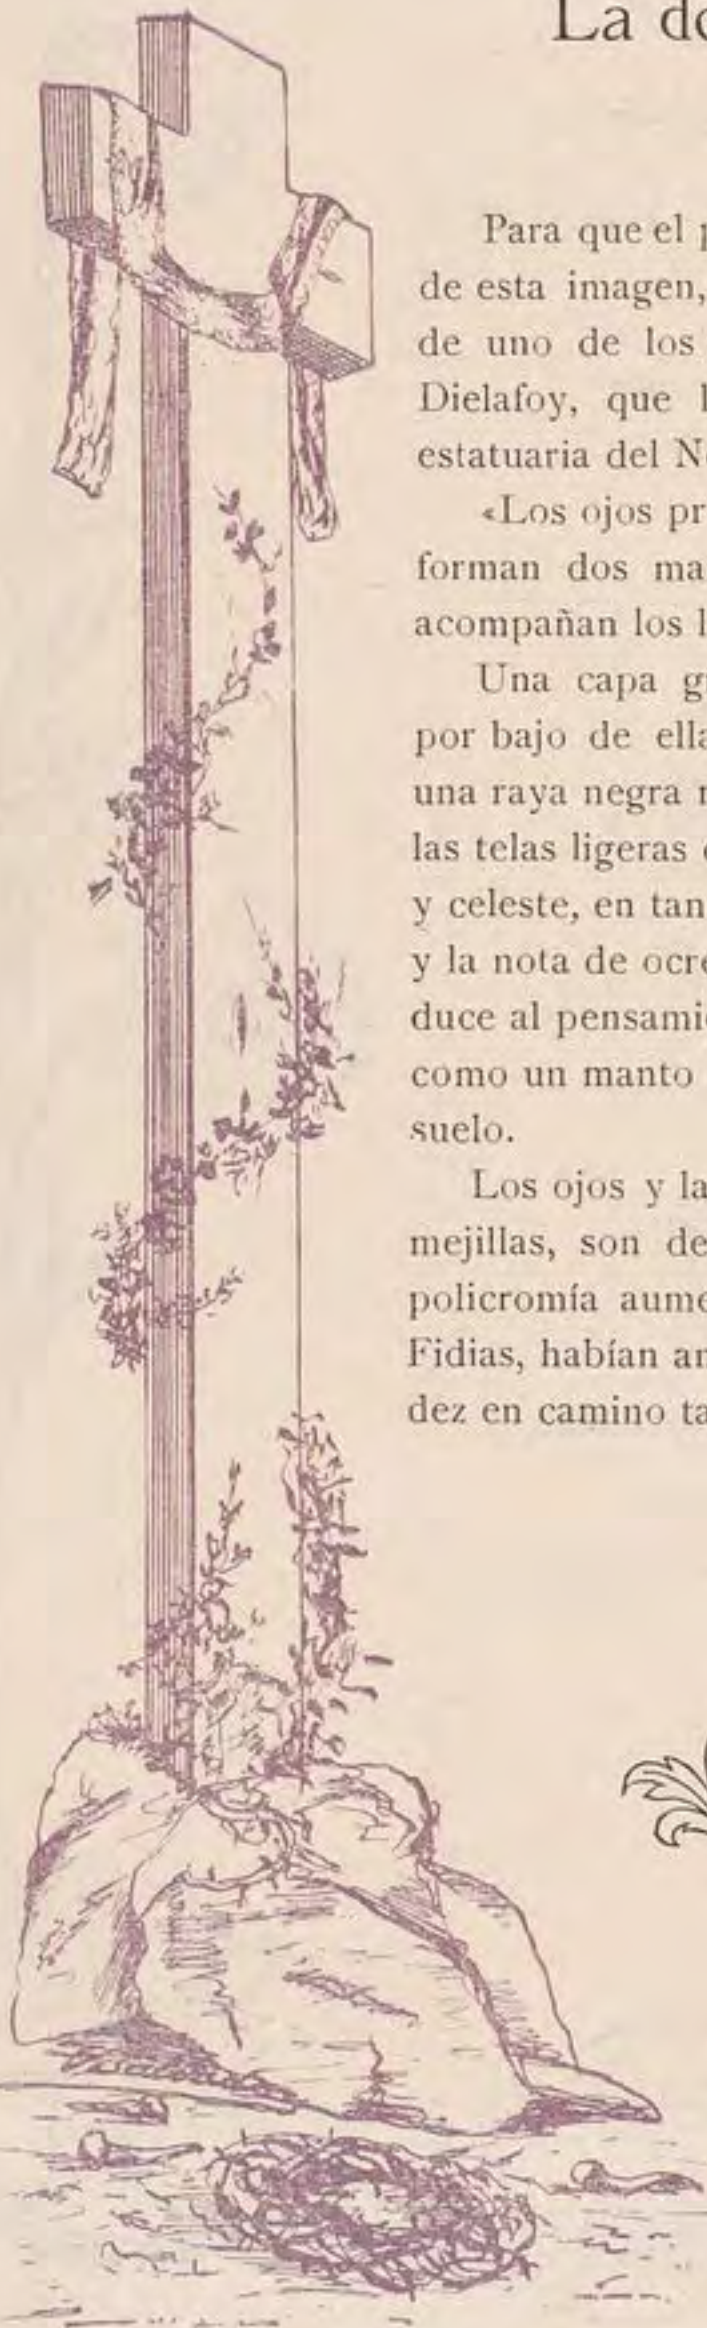 La do
Para que el p
de esta imagen,
de uno de los
Dielafoy, que l
estatuaria del No
«Los ojos pr
forman dos ma
acompañan los l
Una capa gu
por bajo de ella
una raya negra r
las telas ligeras
y celeste, en tan
y la nota de ocre
duce al pensamie
como un manto
suelo.
Los ojos y la
mejillas, son de
policromía aume
Fidias, habían ar
dez en camino ta